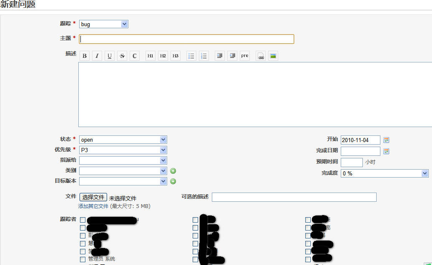 新建问题
跟踪 * bug
主题 *
描述
B I U S C H1 H2 H3 pre
状态 * open 开始 2010-11-04
优先级 * P3 完成日期
指派给 预期时间 小时
类别 完成度 0 %
目标版本
文件 选择文件 未选择文件 可选的描述
添加其它文件 (最大尺寸: 5 MB)
跟踪者
管理员 系统